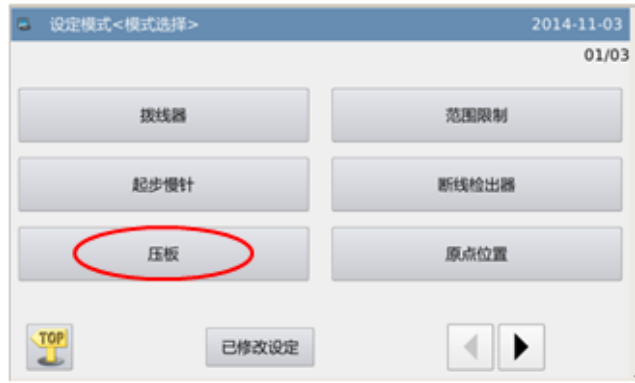 设定模式<模式选择> 2014-11-03
01/03
拨线器 范围限制
起步慢针 断线检出器
压板 原点位置
TOP 已修改设定